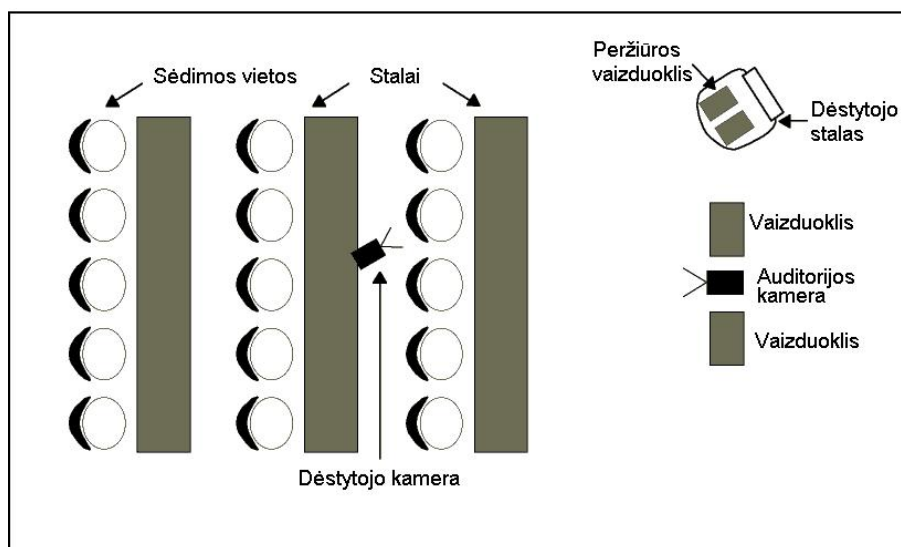 Peržiūros
vaizduoklis
Sėdimos vietos
Stalai
Dėstytojo
stalas
Vaizduoklis
Auditorijos
kamera
Vaizduoklis
Dėstytojo kamera